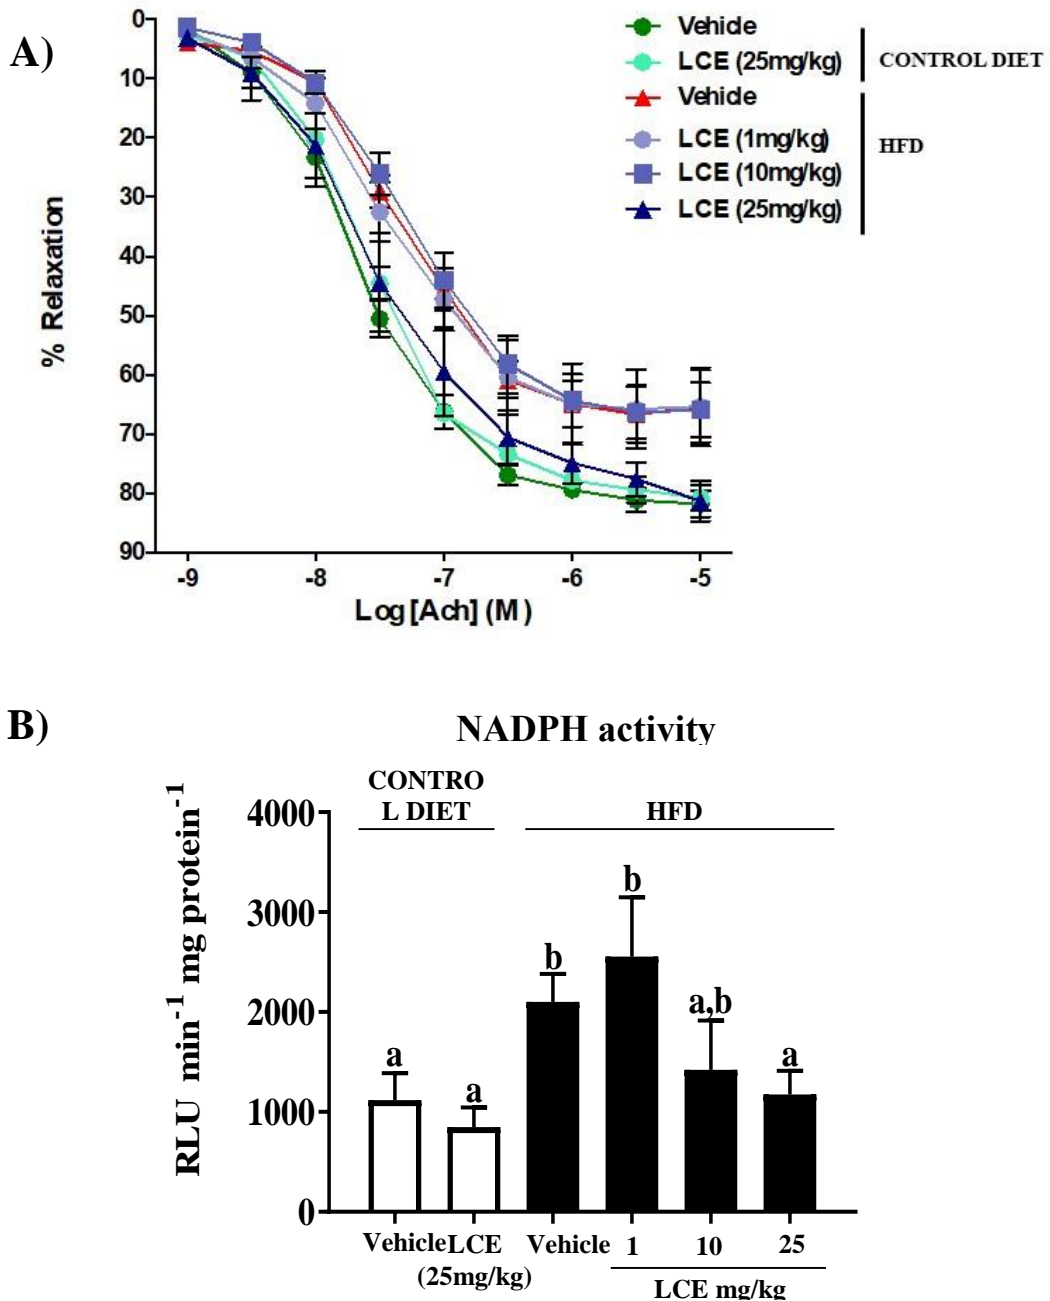 A)
0
10
20
30
40
50
60
70
80
90
% Relaxation
-9
-8
-7
-6
-5
Log[Ach] (M)
Vehicle
LCE (25mg/kg)
CONTROL DIET
Vehicle
LCE (1mg/kg)
LCE (10mg/kg)
LCE (25mg/kg)
HFD
B)
NADPH activity
CONTRO
L DIET
HFD
4000
3000
2000
1000
0
RLU min-1 mg protein-1
a
a
b
b
a,b
a
Vehicle
LCE
(25mg/kg)
Vehicle
1
10
25
LCE mg/kg